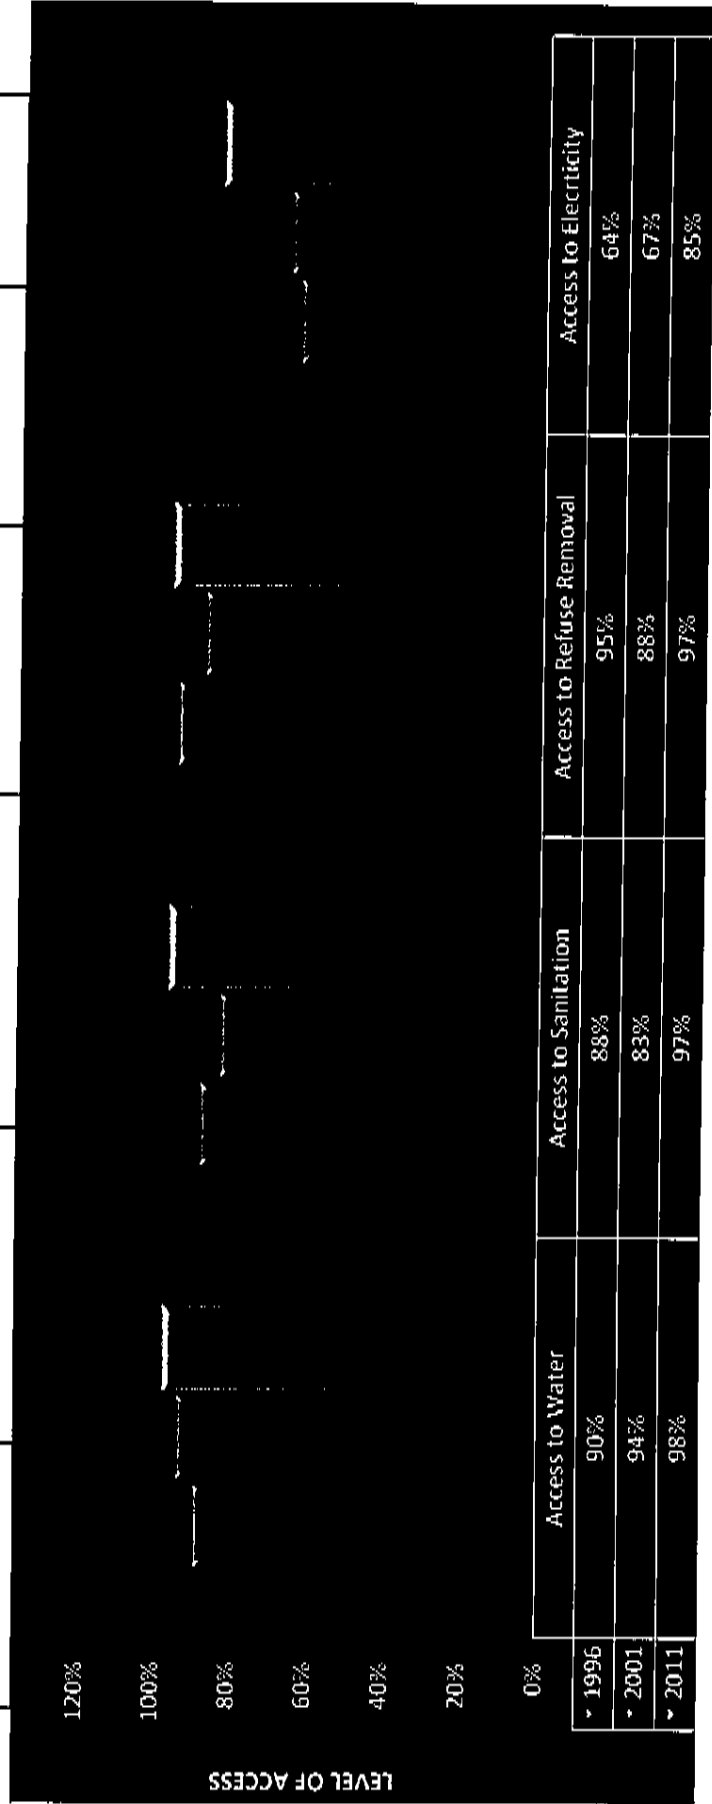 LEVEL OF ACCESS
120%
100%
80%
60%
40%
20%
0%
Access to Water Access to Sanitation Access to Refuse Removal Access to Elecrticity
1996 90% 88% 95% 64%
2001 94% 83% 88% 67%
2011 98% 97% 97% 85%